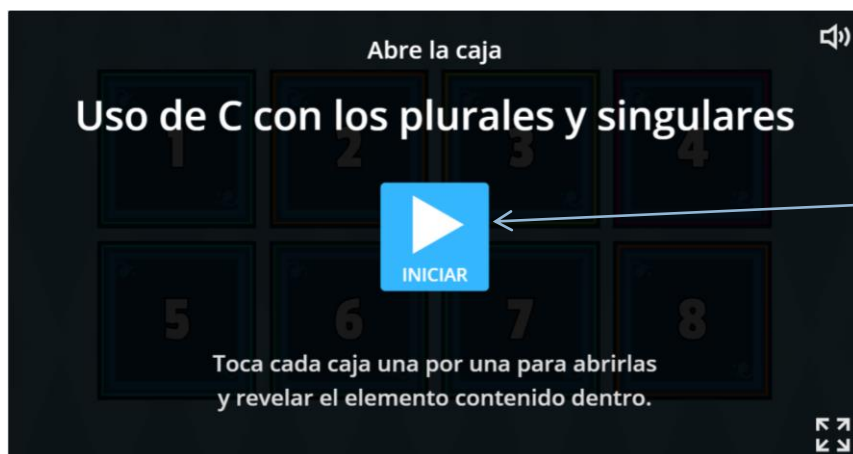 Abre la caja
Uso de C con los plurales y singulares
1 2 3 4
INICIAR
5 6 7 8
Toca cada caja una por una para abrirlas
y revelar el elemento contenido dentro.